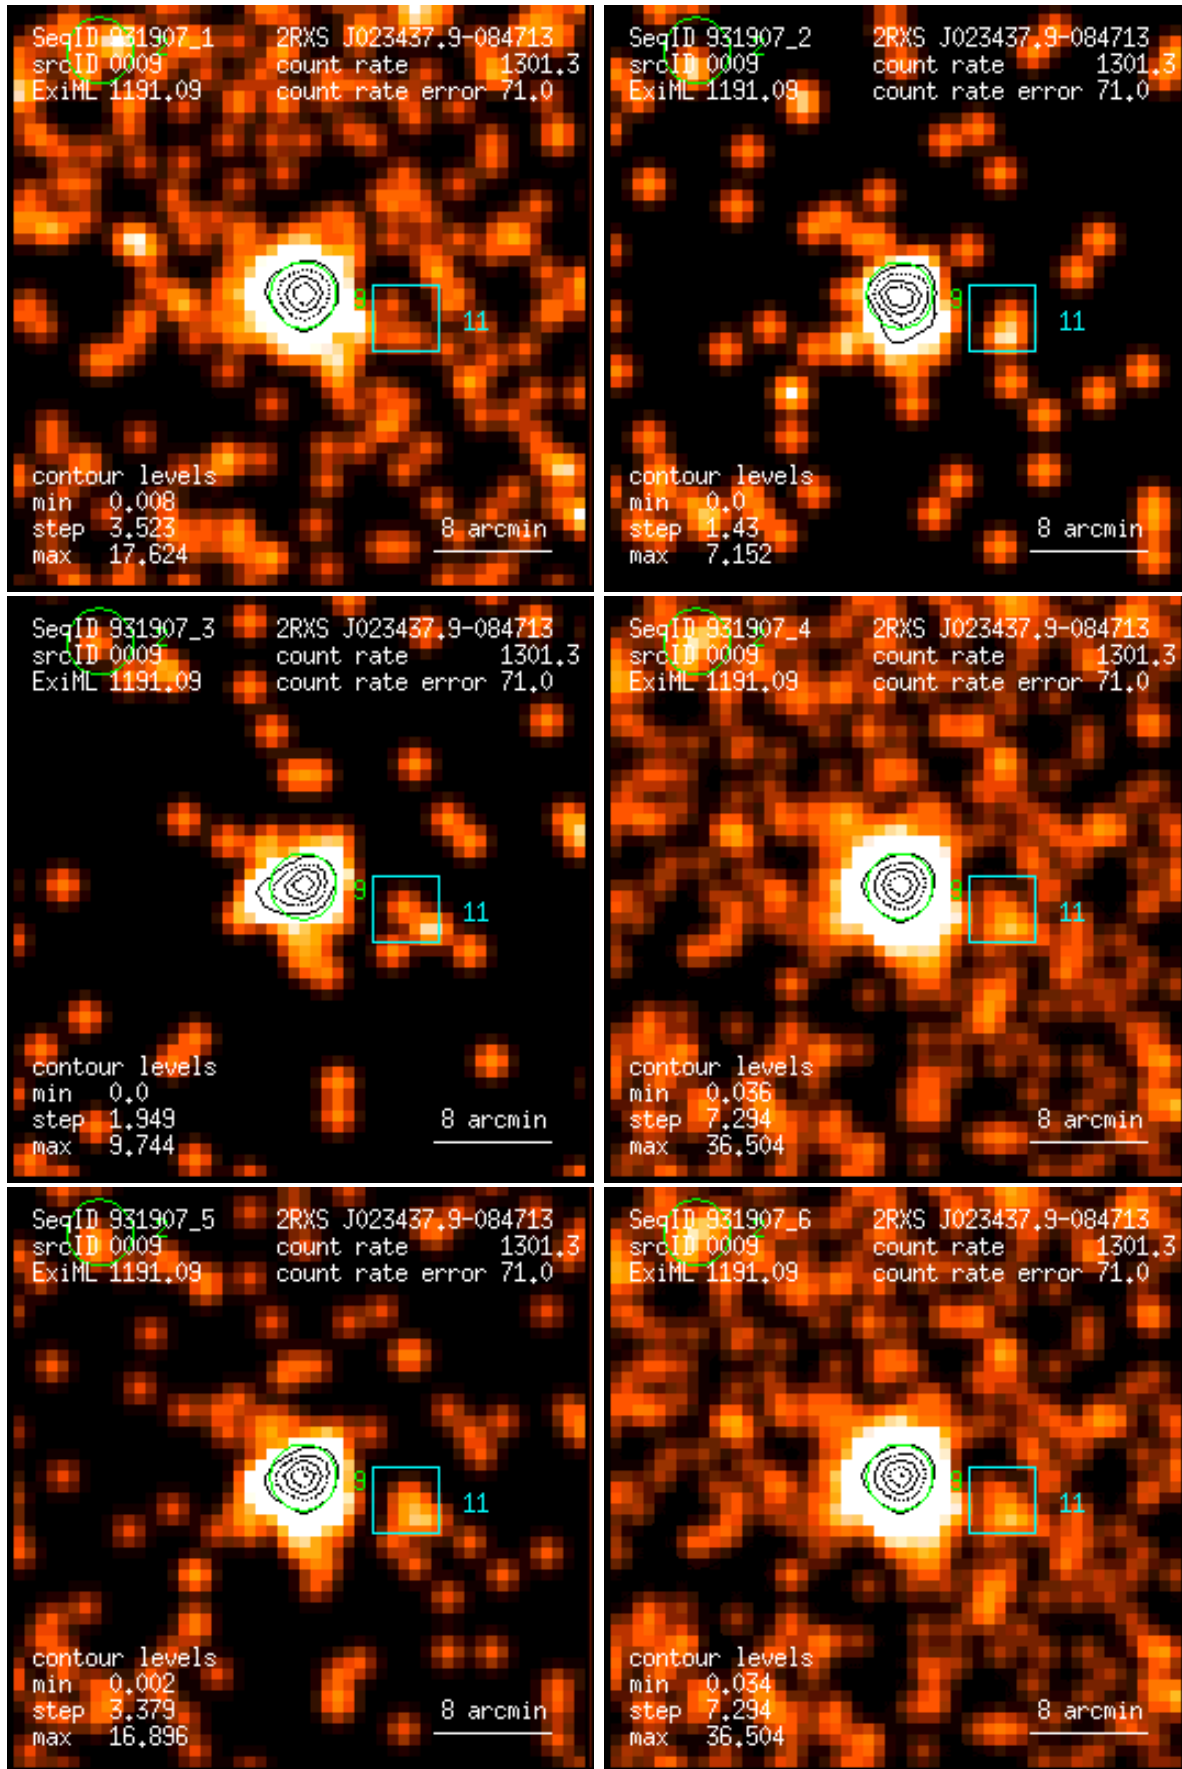 SeqID 931907_1 2RXS J023437.9-084713
srcID 0009 count rate 1301.3
ExiML 1191.09 count rate error 71.0
2
9
11
contour levels
min 0.008
step 3.523
max 17.624
8 arcmin
SeqID 931907_2 2RXS J023437.9-084713
srcID 0009 count rate 1301.3
ExiML 1191.09 count rate error 71.0
2
9
11
contour levels
min 0.0
step 1.43
max 7.152
8 arcmin
SeqID 931907_3 2RXS J023437.9-084713
srcID 0009 count rate 1301.3
ExiML 1191.09 count rate error 71.0
2
9
11
contour levels
min 0.0
step 1.949
max 9.744
8 arcmin
SeqID 931907_4 2RXS J023437.9-084713
srcID 0009 count rate 1301.3
ExiML 1191.09 count rate error 71.0
2
9
11
contour levels
min 0.036
step 7.294
max 36.504
8 arcmin
SeqID 931907_5 2RXS J023437.9-084713
srcID 0009 count rate 1301.3
ExiML 1191.09 count rate error 71.0
2
9
11
contour levels
min 0.002
step 3.379
max 16.896
8 arcmin
SeqID 931907_6 2RXS J023437.9-084713
srcID 0009 count rate 1301.3
ExiML 1191.09 count rate error 71.0
2
9
11
contour levels
min 0.034
step 7.294
max 36.504
8 arcmin